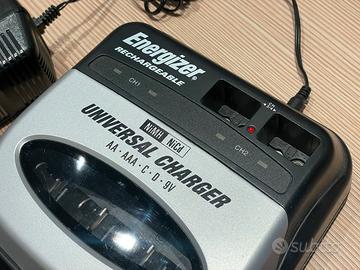 Energizer
RECHARGEABLE
CH1
CH2
NiMH NiCd
UNIVERSAL CHARGER
AA · AAA · C · D · 9V
subito